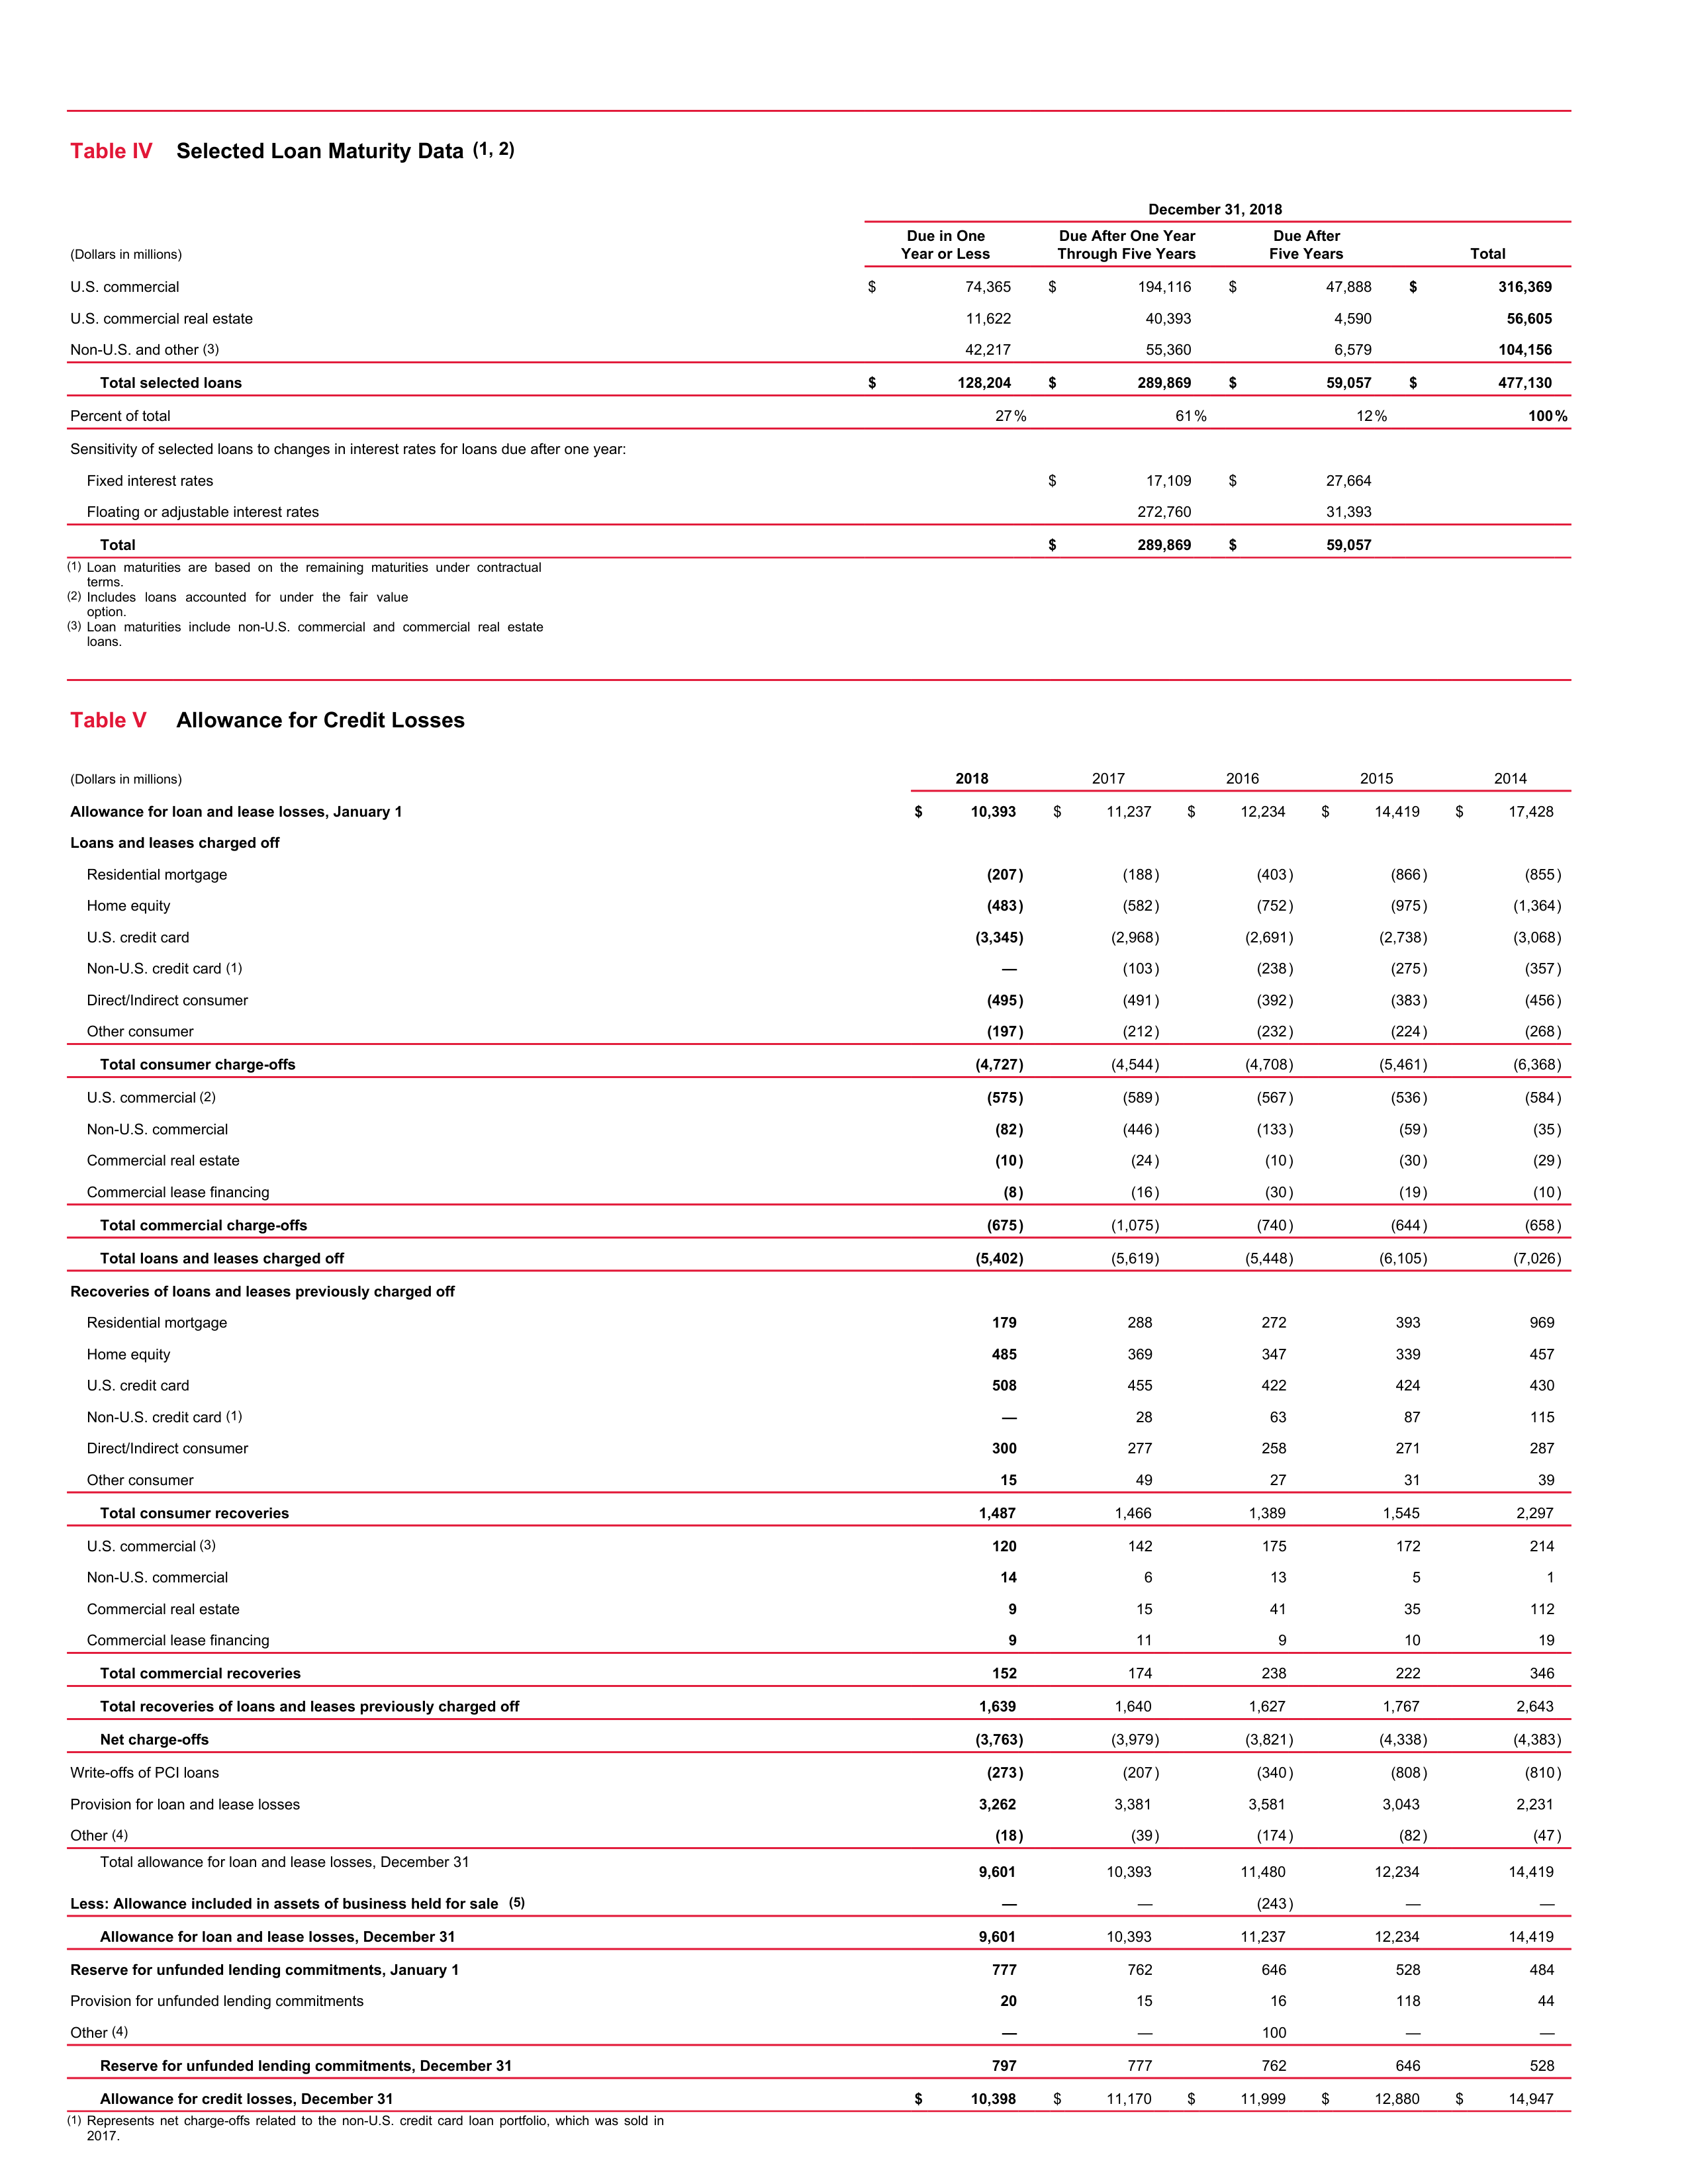 Table IV Selected Loan Maturity Data (1, 2)
December 31, 2018
(Dollars in millions) Due in One Year or Less Due After One Year Through Five Years Due After Five Years Total
U.S. commercial $ 74,365 $ 194,116 $ 47,888 $ 316,369
U.S. commercial real estate 11,622 40,393 4,590 56,605
Non-U.S. and other (3) 42,217 55,360 6,579 104,156
Total selected loans $ 128,204 $ 289,869 $ 59,057 $ 477,130
Percent of total 27% 61% 12% 100%
Sensitivity of selected loans to changes in interest rates for loans due after one year:
Fixed interest rates $ 17,109 $ 27,664
Floating or adjustable interest rates 272,760 31,393
Total $ 289,869 $ 59,057
(1) Loan maturities are based on the remaining maturities under contractual
terms.
(2) Includes loans accounted for under the fair value
option.
(3) Loan maturities include non-U.S. commercial and commercial real estate
loans.
Table V Allowance for Credit Losses
(Dollars in millions) 2018 2017 2016 2015 2014
Allowance for loan and lease losses, January 1 $ 10,393 $ 11,237 $ 12,234 $ 14,419 $ 17,428
Loans and leases charged off
Residential mortgage (207) (188) (403) (866) (855)
Home equity (483) (582) (752) (975) (1,364)
U.S. credit card (3,345) (2,968) (2,691) (2,738) (3,068)
Non-U.S. credit card (1) — (103) (238) (275) (357)
Direct/Indirect consumer (495) (491) (392) (383) (456)
Other consumer (197) (212) (232) (224) (268)
Total consumer charge-offs (4,727) (4,544) (4,708) (5,461) (6,368)
U.S. commercial (2) (575) (589) (567) (536) (584)
Non-U.S. commercial (82) (446) (133) (59) (35)
Commercial real estate (10) (24) (10) (30) (29)
Commercial lease financing (8) (16) (30) (19) (10)
Total commercial charge-offs (675) (1,075) (740) (644) (658)
Total loans and leases charged off (5,402) (5,619) (5,448) (6,105) (7,026)
Recoveries of loans and leases previously charged off
Residential mortgage 179 288 272 393 969
Home equity 485 369 347 339 457
U.S. credit card 508 455 422 424 430
Non-U.S. credit card (1) — 28 63 87 115
Direct/Indirect consumer 300 277 258 271 287
Other consumer 15 49 27 31 39
Total consumer recoveries 1,487 1,466 1,389 1,545 2,297
U.S. commercial (3) 120 142 175 172 214
Non-U.S. commercial 14 6 13 5 1
Commercial real estate 9 15 41 35 112
Commercial lease financing 9 11 9 10 19
Total commercial recoveries 152 174 238 222 346
Total recoveries of loans and leases previously charged off 1,639 1,640 1,627 1,767 2,643
Net charge-offs (3,763) (3,979) (3,821) (4,338) (4,383)
Write-offs of PCI loans (273) (207) (340) (808) (810)
Provision for loan and lease losses 3,262 3,381 3,581 3,043 2,231
Other (4) (18) (39) (174) (82) (47)
Total allowance for loan and lease losses, December 31 9,601 10,393 11,480 12,234 14,419
Less: Allowance included in assets of business held for sale (5) — — (243) — —
Allowance for loan and lease losses, December 31 9,601 10,393 11,237 12,234 14,419
Reserve for unfunded lending commitments, January 1 777 762 646 528 484
Provision for unfunded lending commitments 20 15 16 118 44
Other (4) — — 100 — —
Reserve for unfunded lending commitments, December 31 797 777 762 646 528
Allowance for credit losses, December 31 $ 10,398 $ 11,170 $ 11,999 $ 12,880 $ 14,947
(1) Represents net charge-offs related to the non-U.S. credit card loan portfolio, which was sold in
2017.